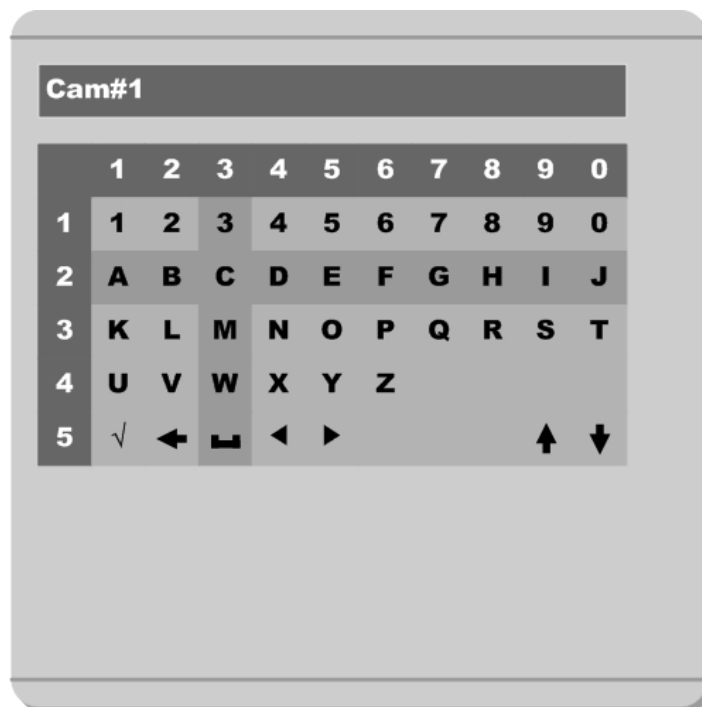 Cam#1
1 2 3 4 5 6 7 8 9 0
1 1 2 3 4 5 6 7 8 9 0
2 A B C D E F G H I J
3 K L M N O P Q R S T
4 U V W X Y Z
5 √